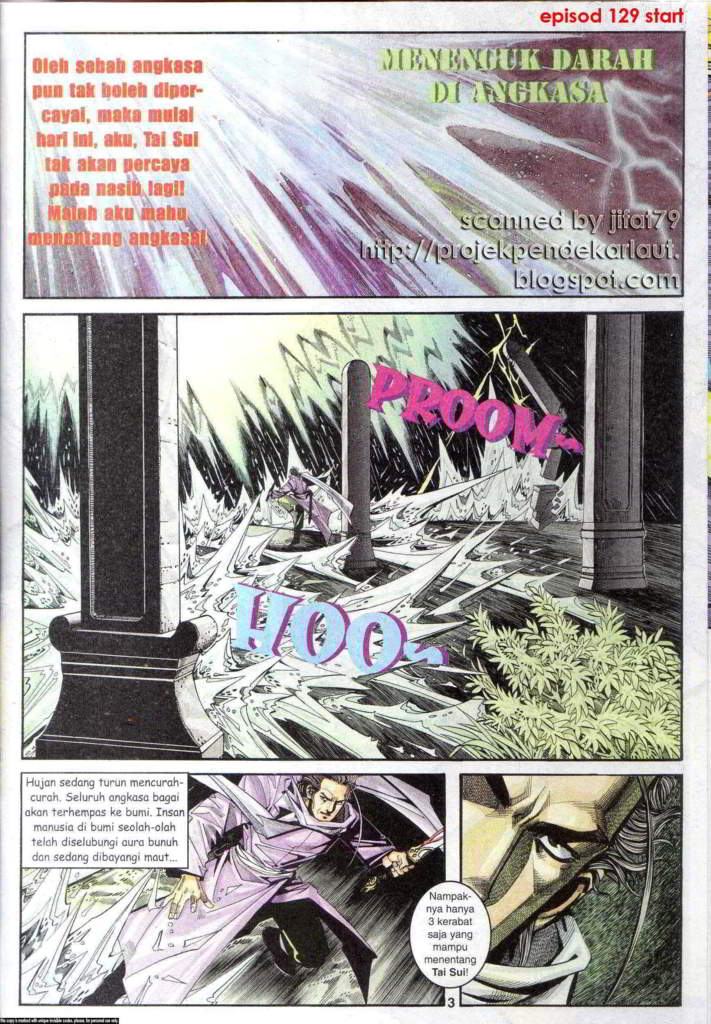 episod 129 start
Oleh sebab angkasa
pun tak boleh diper-
cayai, maka mulai
hari ini, aku, Tai Sui
tak akan percaya
pada nasib lagi!
Malah aku mahu
menentang angkasa!
MENENGUK DARAH
DI ANGKASA
scanned by jifat79
http://projekpendekarlaut.
blogspot.com
PROOM~
HOO~
Hujan sedang turun mencurah-
curah. Seluruh angkasa bagai
akan terhempas ke bumi. Insan
manusia di bumi seolah-olah
telah diselubungi aura bunuh
dan sedang dibayangi maut...
Nampak-
nya hanya
3 kerabat
saja yang
mampu
menentang
Tai Sui!
3